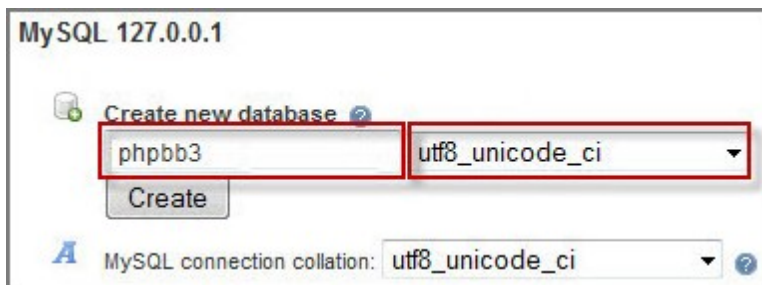 MySQL 127.0.0.1
Create new database
phpbb3 utf8_unicode_ci
Create
MySQL connection collation: utf8_unicode_ci